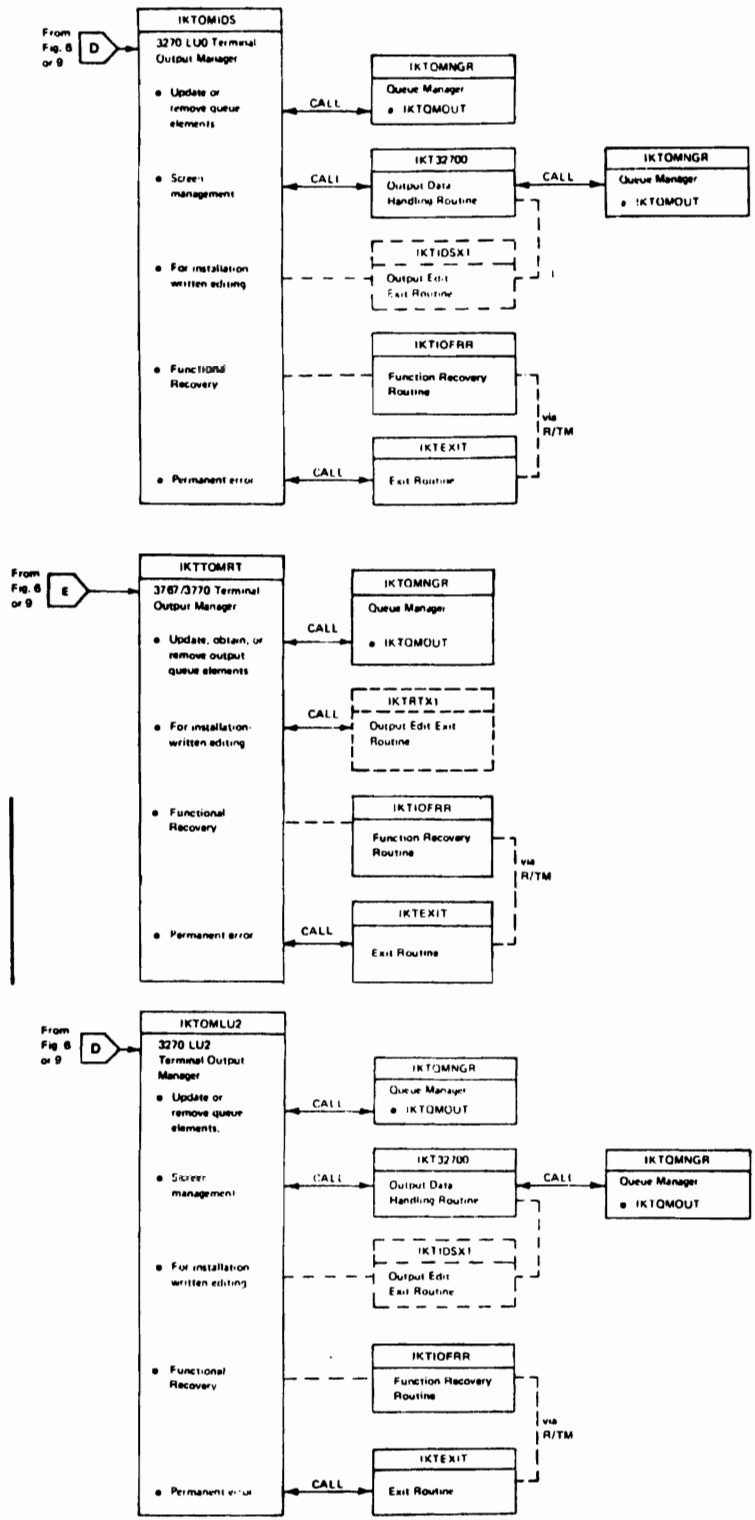 IKTOMIDS
From
Fig. 6
or 9
D
3270 LU0 Terminal
Output Manager
• Update or
remove queue
elements
CALL
IKTQMNGR
Queue Manager
• IKTQMOUT
• Screen
management
CALL
IKT32700
Output Data
Handling Routine
CALL
IKTQMNGR
Queue Manager
• IKTQMOUT
• For installation
written editing
IKTIDSX1
Output Edit
Exit Routine
• Functional
Recovery
IKTIOFRR
Function Recovery
Routine
via
R/TM
• Permanent error
CALL
IKTEXIT
Exit Routine
IKTTOMRT
From
Fig. 6
or 9
E
3767/3770 Terminal
Output Manager
• Update, obtain, or
remove output
queue elements
CALL
IKTQMNGR
Queue Manager
• IKTQMOUT
• For installation-
written editing
CALL
IKTRTX1
Output Edit Exit
Routine
• Functional
Recovery
IKTIOFRR
Function Recovery
Routine
via
R/TM
• Permanent error
CALL
IKTEXIT
Exit Routine
IKTOMLU2
From
Fig 6
or 9
D
3270 LU2
Terminal Output
Manager
• Update or
remove queue
elements.
CALL
IKTQMNGR
Queue Manager
• IKTQMOUT
• Screen
management
CALL
IKT32700
Output Data
Handling Routine
CALL
IKTQMNGR
Queue Manager
• IKTQMOUT
• For installation
written editing
IKTIDSX1
Output Edit
Exit Routine
• Functional
Recovery
IKTIOFRR
Function Recovery
Routine
via
R/TM
• Permanent error
CALL
IKTEXIT
Exit Routine